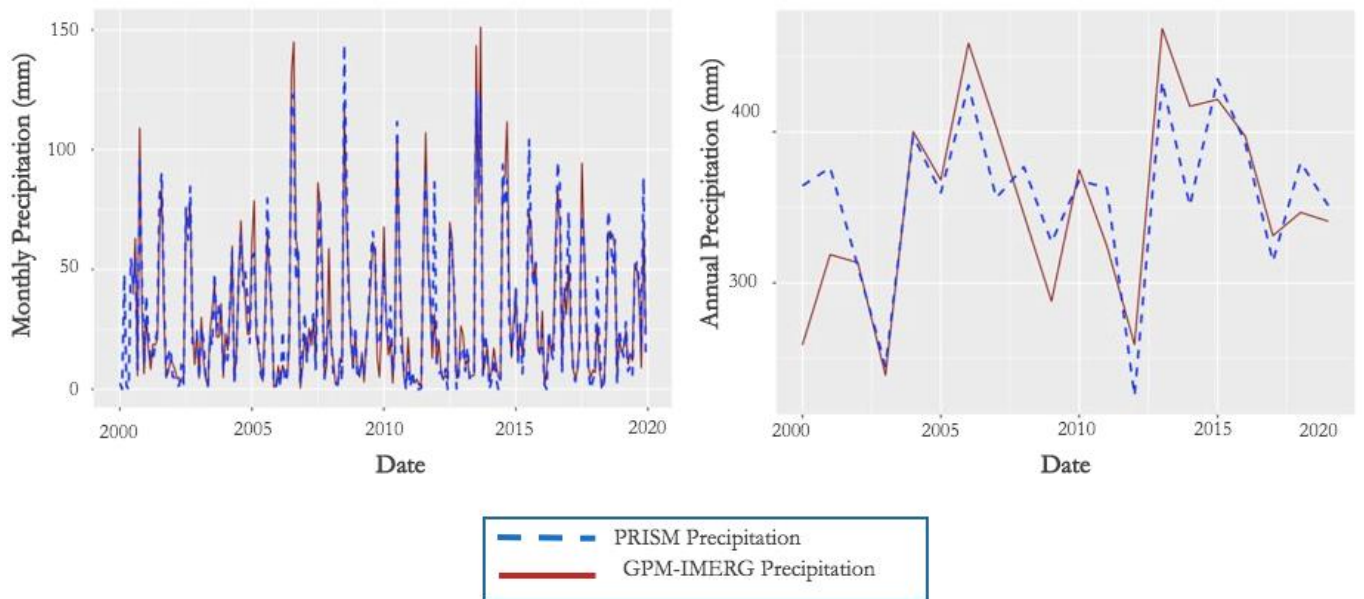 Monthly Precipitation (mm)
150
100
50
0
2000 2005 2010 2015 2020
Date
Annual Precipitation (mm)
400
300
2000 2005 2010 2015 2020
Date
PRISM Precipitation
GPM-IMERG Precipitation